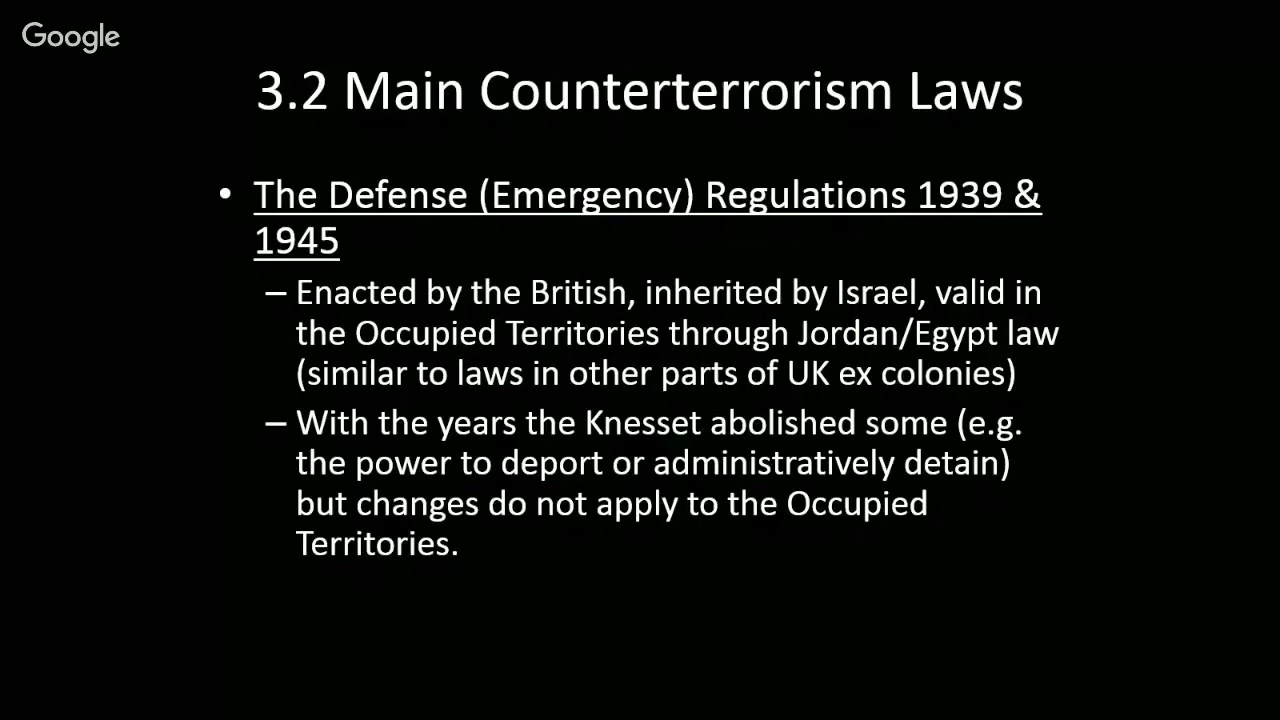 Google
3.2 Main Counterterrorism Laws
• The Defense (Emergency) Regulations 1939 &
1945
– Enacted by the British, inherited by Israel, valid in
the Occupied Territories through Jordan/Egypt law
(similar to laws in other parts of UK ex colonies)
– With the years the Knesset abolished some (e.g.
the power to deport or administratively detain)
but changes do not apply to the Occupied
Territories.